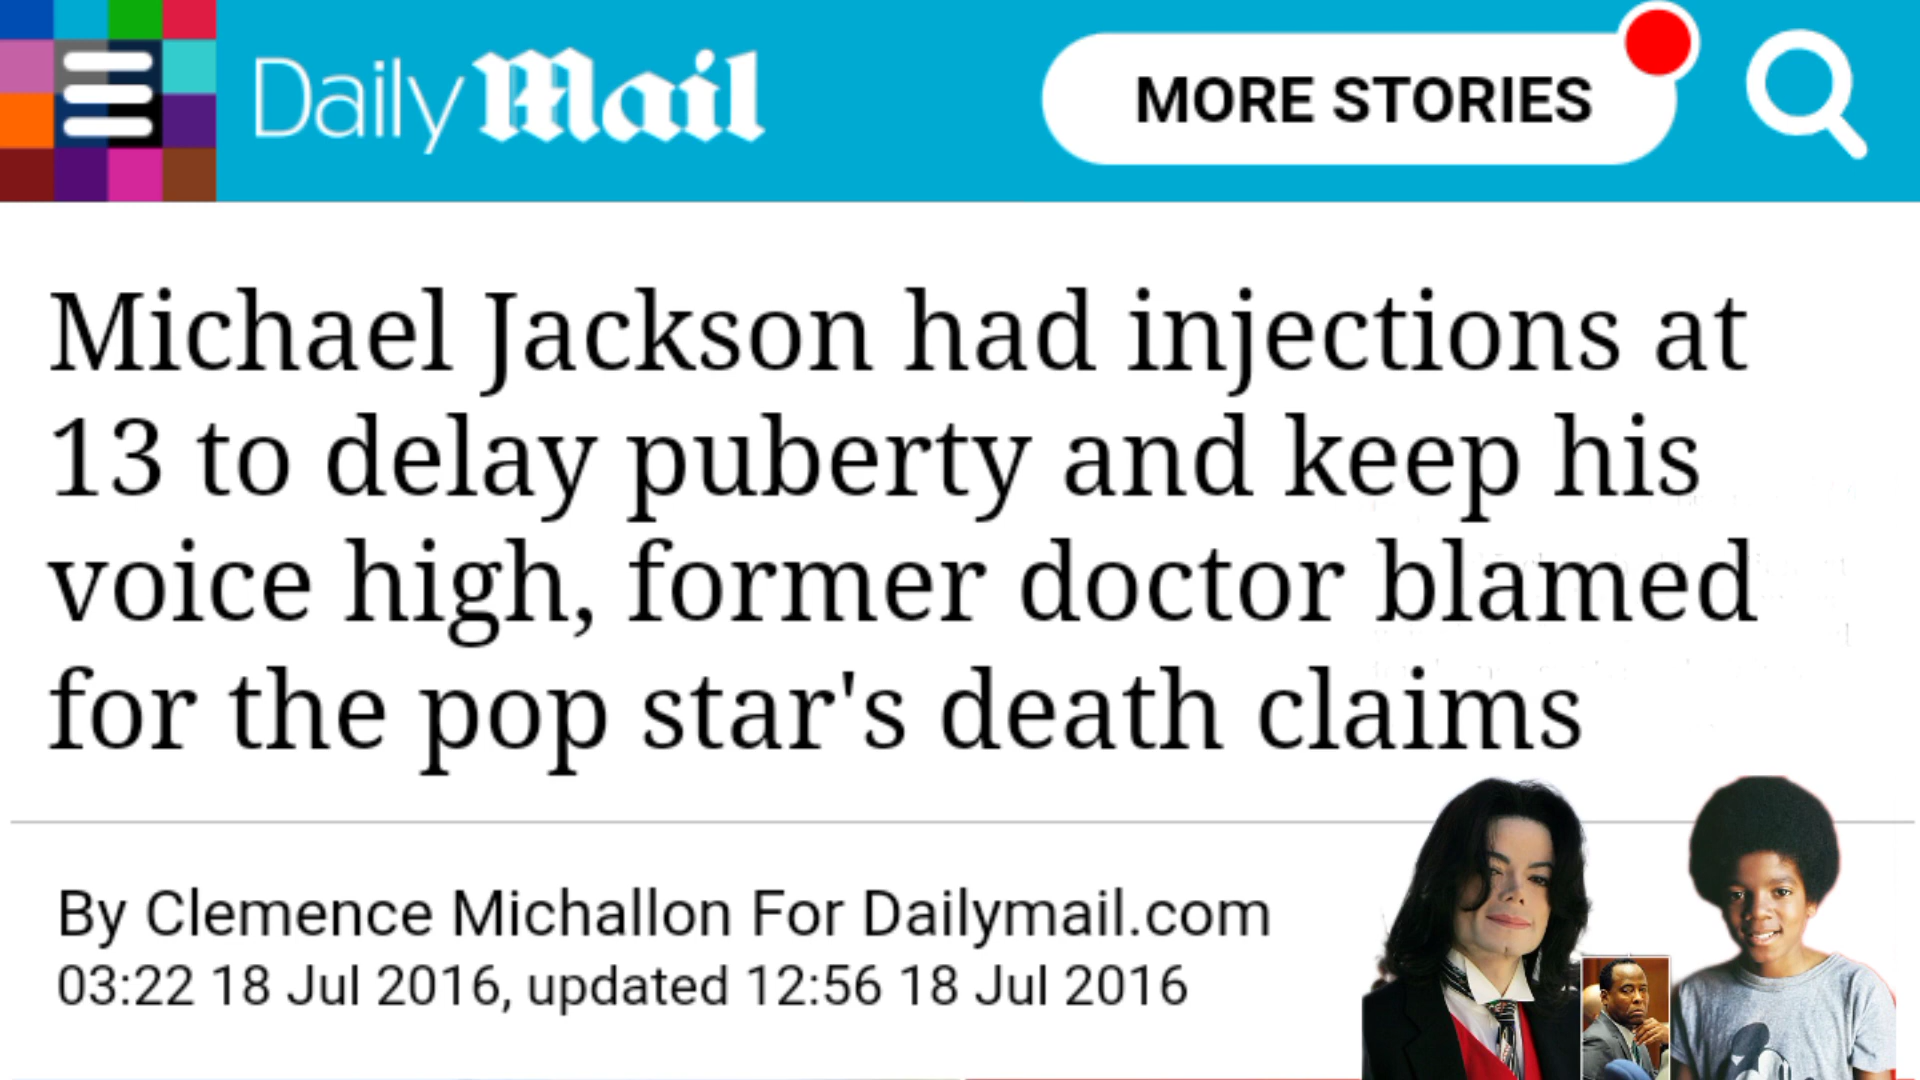 Daily Mail
MORE STORIES
Michael Jackson had injections at
13 to delay puberty and keep his
voice high, former doctor blamed
for the pop star's death claims
By Clemence Michallon For Dailymail.com
03:22 18 Jul 2016, updated 12:56 18 Jul 2016